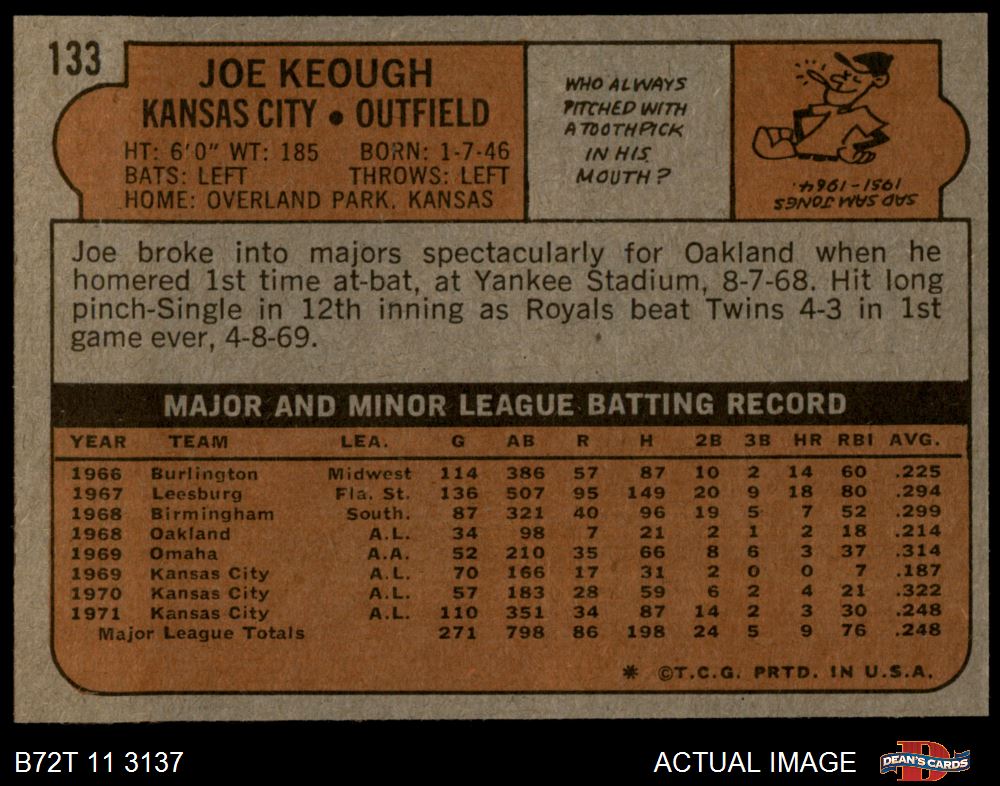 133
JOE KEOUGH
KANSAS CITY • OUTFIELD
HT: 6'0" WT: 185 BORN: 1-7-46
BATS: LEFT THROWS: LEFT
HOME: OVERLAND PARK, KANSAS
WHO ALWAYS
PITCHED WITH
A TOOTHPICK
IN HIS
MOUTH?
SAD SAM JONES
1951-1964.
Joe broke into majors spectacularly for Oakland when he
homered 1st time at-bat, at Yankee Stadium, 8-7-68. Hit long
pinch-Single in 12th inning as Royals beat Twins 4-3 in 1st
game ever, 4-8-69.
MAJOR AND MINOR LEAGUE BATTING RECORD
YEAR TEAM LEA. G AB R H 2B 3B HR RBI AVG.
1966 Burlington Midwest 114 386 57 87 10 2 14 60 .225
1967 Leesburg Fla. St. 136 507 95 149 20 9 18 80 .294
1968 Birmingham South. 87 321 40 96 19 5 7 52 .299
1968 Oakland A.L. 34 98 7 21 2 1 2 18 .214
1969 Omaha A.A. 52 210 35 66 8 6 3 37 .314
1969 Kansas City A.L. 70 166 17 31 2 0 0 7 .187
1970 Kansas City A.L. 57 183 28 59 6 2 4 21 .322
1971 Kansas City A.L. 110 351 34 87 14 2 3 30 .248
Major League Totals 271 798 86 198 24 5 9 76 .248
* ©T.C.G. PRTD. IN U.S.A.
B72T 11 3137
ACTUAL IMAGE
D
DEAN'S CARDS